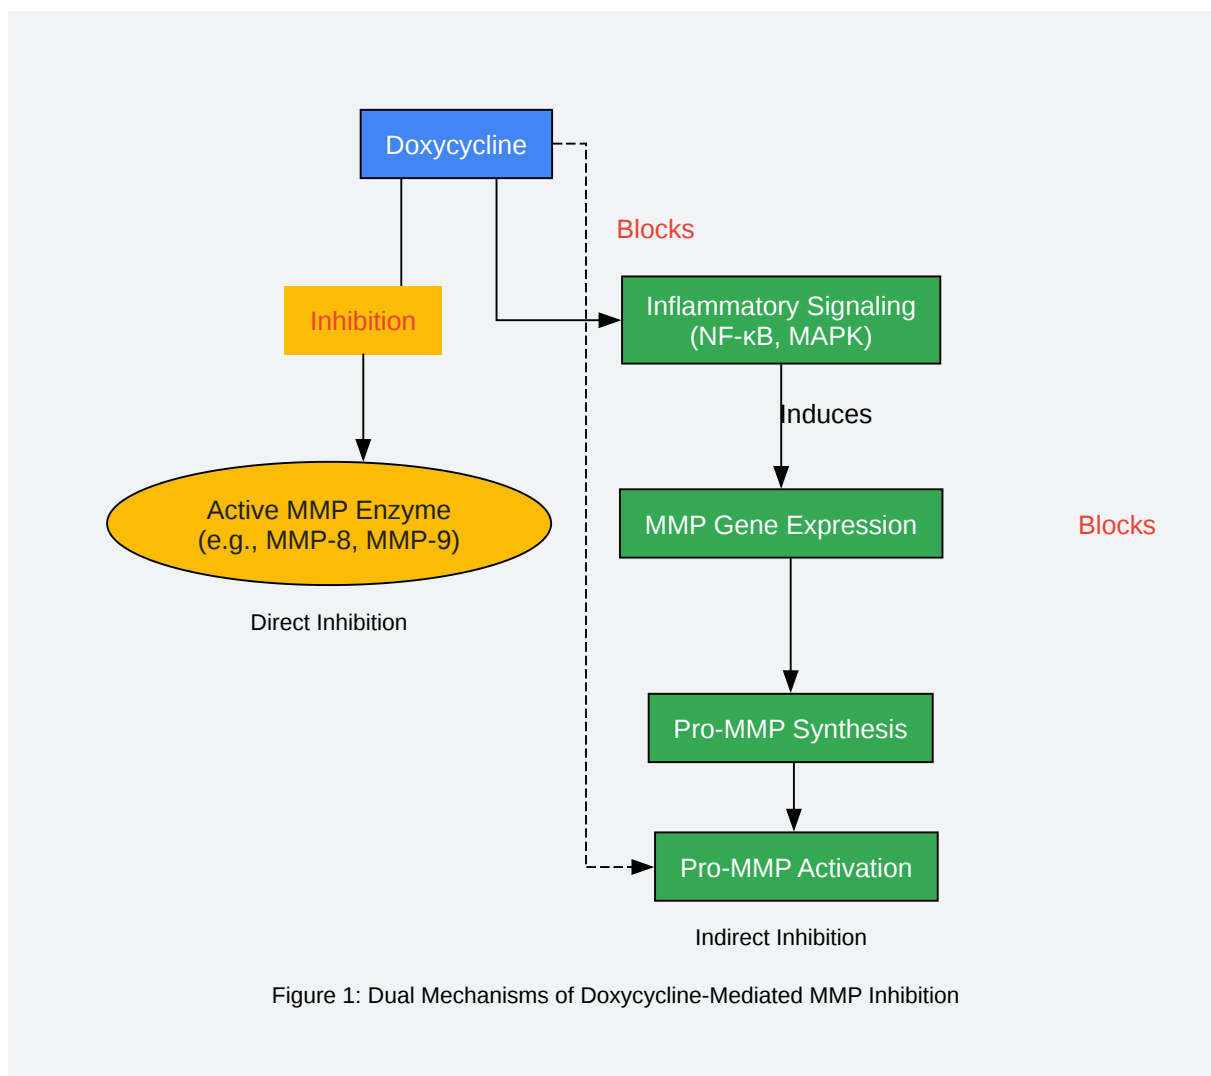 Doxycycline
Blocks
Inflammatory Signaling
(NF-κB, MAPK)
Inhibition
Induces
Active MMP Enzyme
(e.g., MMP-8, MMP-9)
MMP Gene Expression
Blocks
Direct Inhibition
Pro-MMP Synthesis
Pro-MMP Activation
Indirect Inhibition
Figure 1: Dual Mechanisms of Doxycycline-Mediated MMP Inhibition